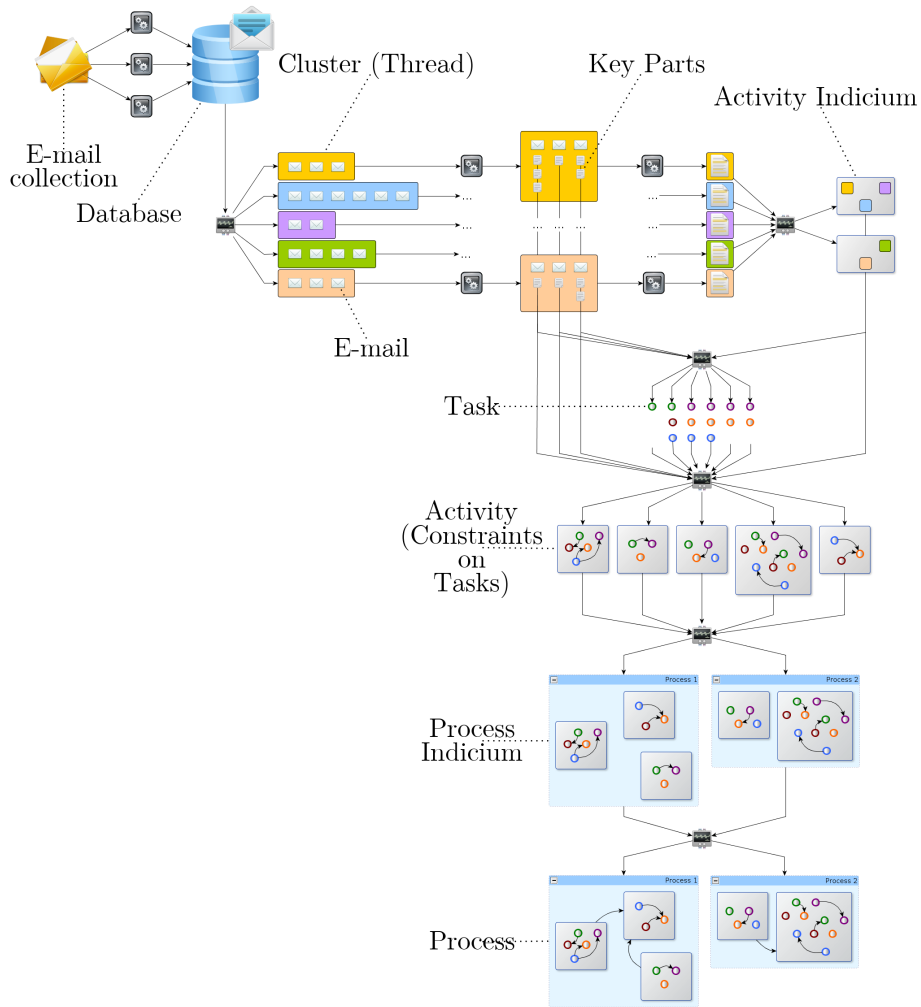 Cluster (Thread)
Key Parts
Activity Indicium
E-mail
collection
Database
...
...
...
...
...
...
...
...
E-mail
Task
Activity
(Constraints
on
Tasks)
Process 1
Process 2
Process
Indicium
Process 1
Process 2
Process